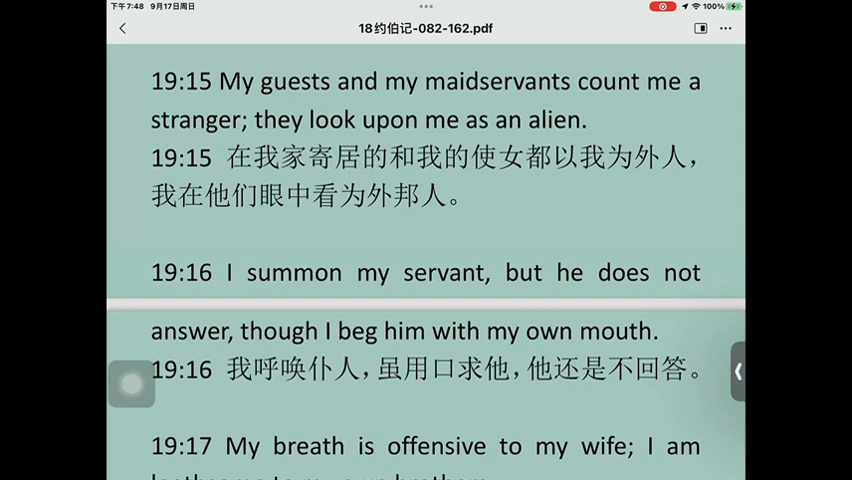 下午7:48 9月17日周日
100%
18约伯记-082-162.pdf
19:15 My guests and my maidservants count me a
stranger; they look upon me as an alien.
19:15 在我家寄居的和我的使女都以我为外人，
我在他们眼中看为外邦人。
19:16 I summon my servant, but he does not
answer, though I beg him with my own mouth.
19:16 我呼唤仆人，虽用口求他，他还是不回答。
19:17 My breath is offensive to my wife; I am